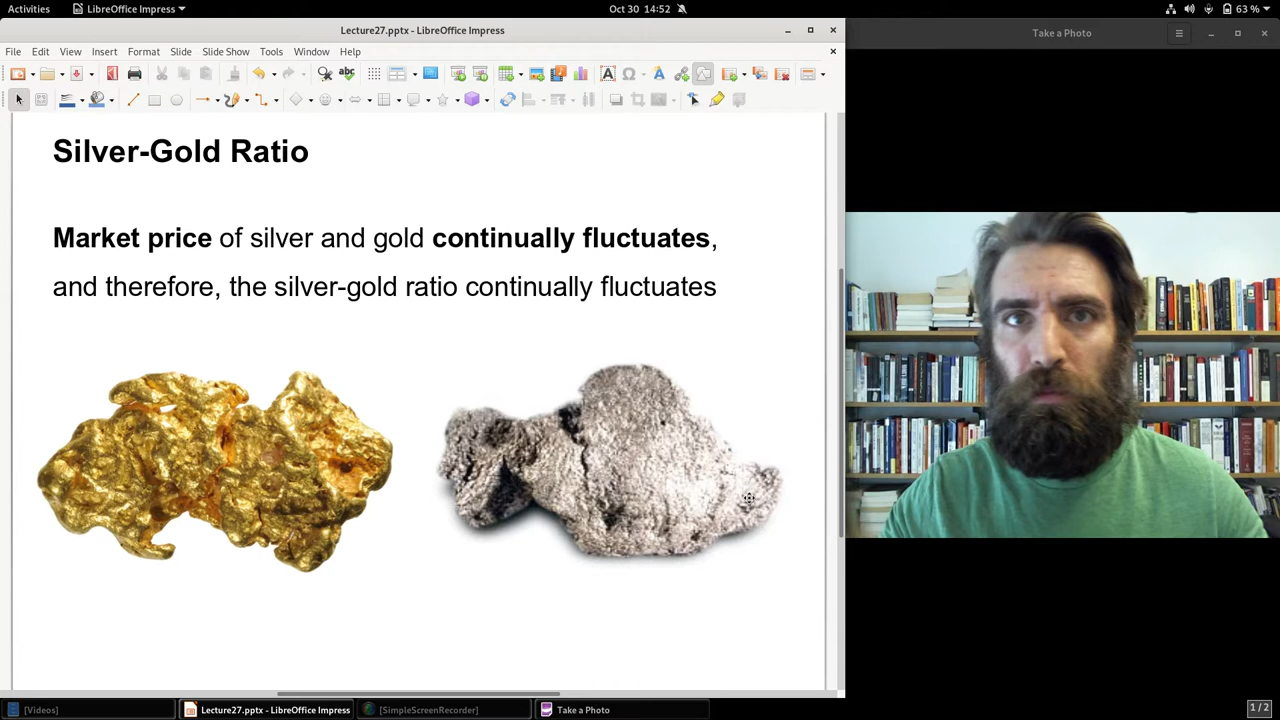 Activities
LibreOffice Impress
Oct 30 14:52
63 %
Lecture27.pptx - LibreOffice Impress
Take a Photo
File Edit View Insert Format Slide Slide Show Tools Window Help
Silver-Gold Ratio
Market price of silver and gold continually fluctuates,
and therefore, the silver-gold ratio continually fluctuates
[Videos]
Lecture27.pptx - LibreOffice Impress
[SimpleScreenRecorder]
Take a Photo
1/2